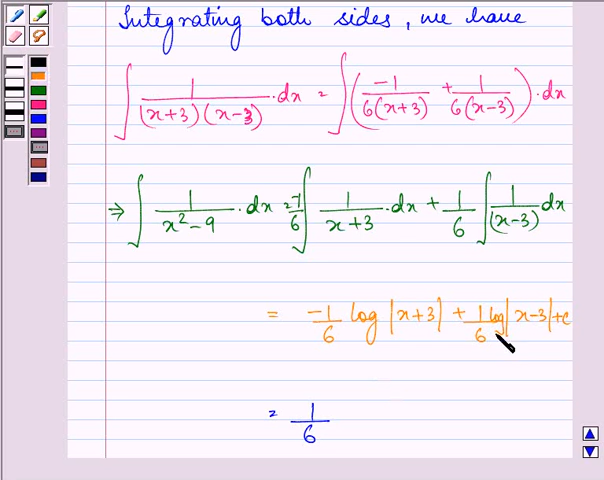 Integrating both sides, we have
∫ 1/((x+3)(x-3)) · dx = ∫ ( -1/(6(x+3)) + 1/(6(x-3)) ) · dx
⇒ ∫ 1/(x²-9) · dx = -1/6 ∫ 1/(x+3) · dx + 1/6 ∫ 1/(x-3) dx
= -1/6 log |x+3| + 1/6 log |x-3| + c
= 1/6